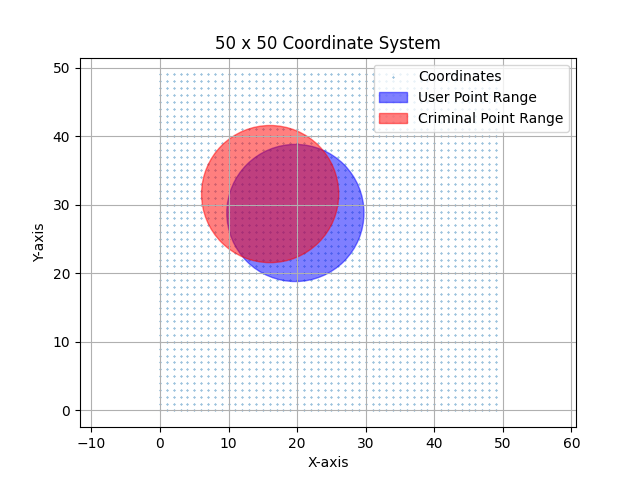 50 x 50 Coordinate System
Coordinates
User Point Range
Criminal Point Range
Y-axis
50
40
30
20
10
0
−10
0
10
20
30
40
50
60
X-axis